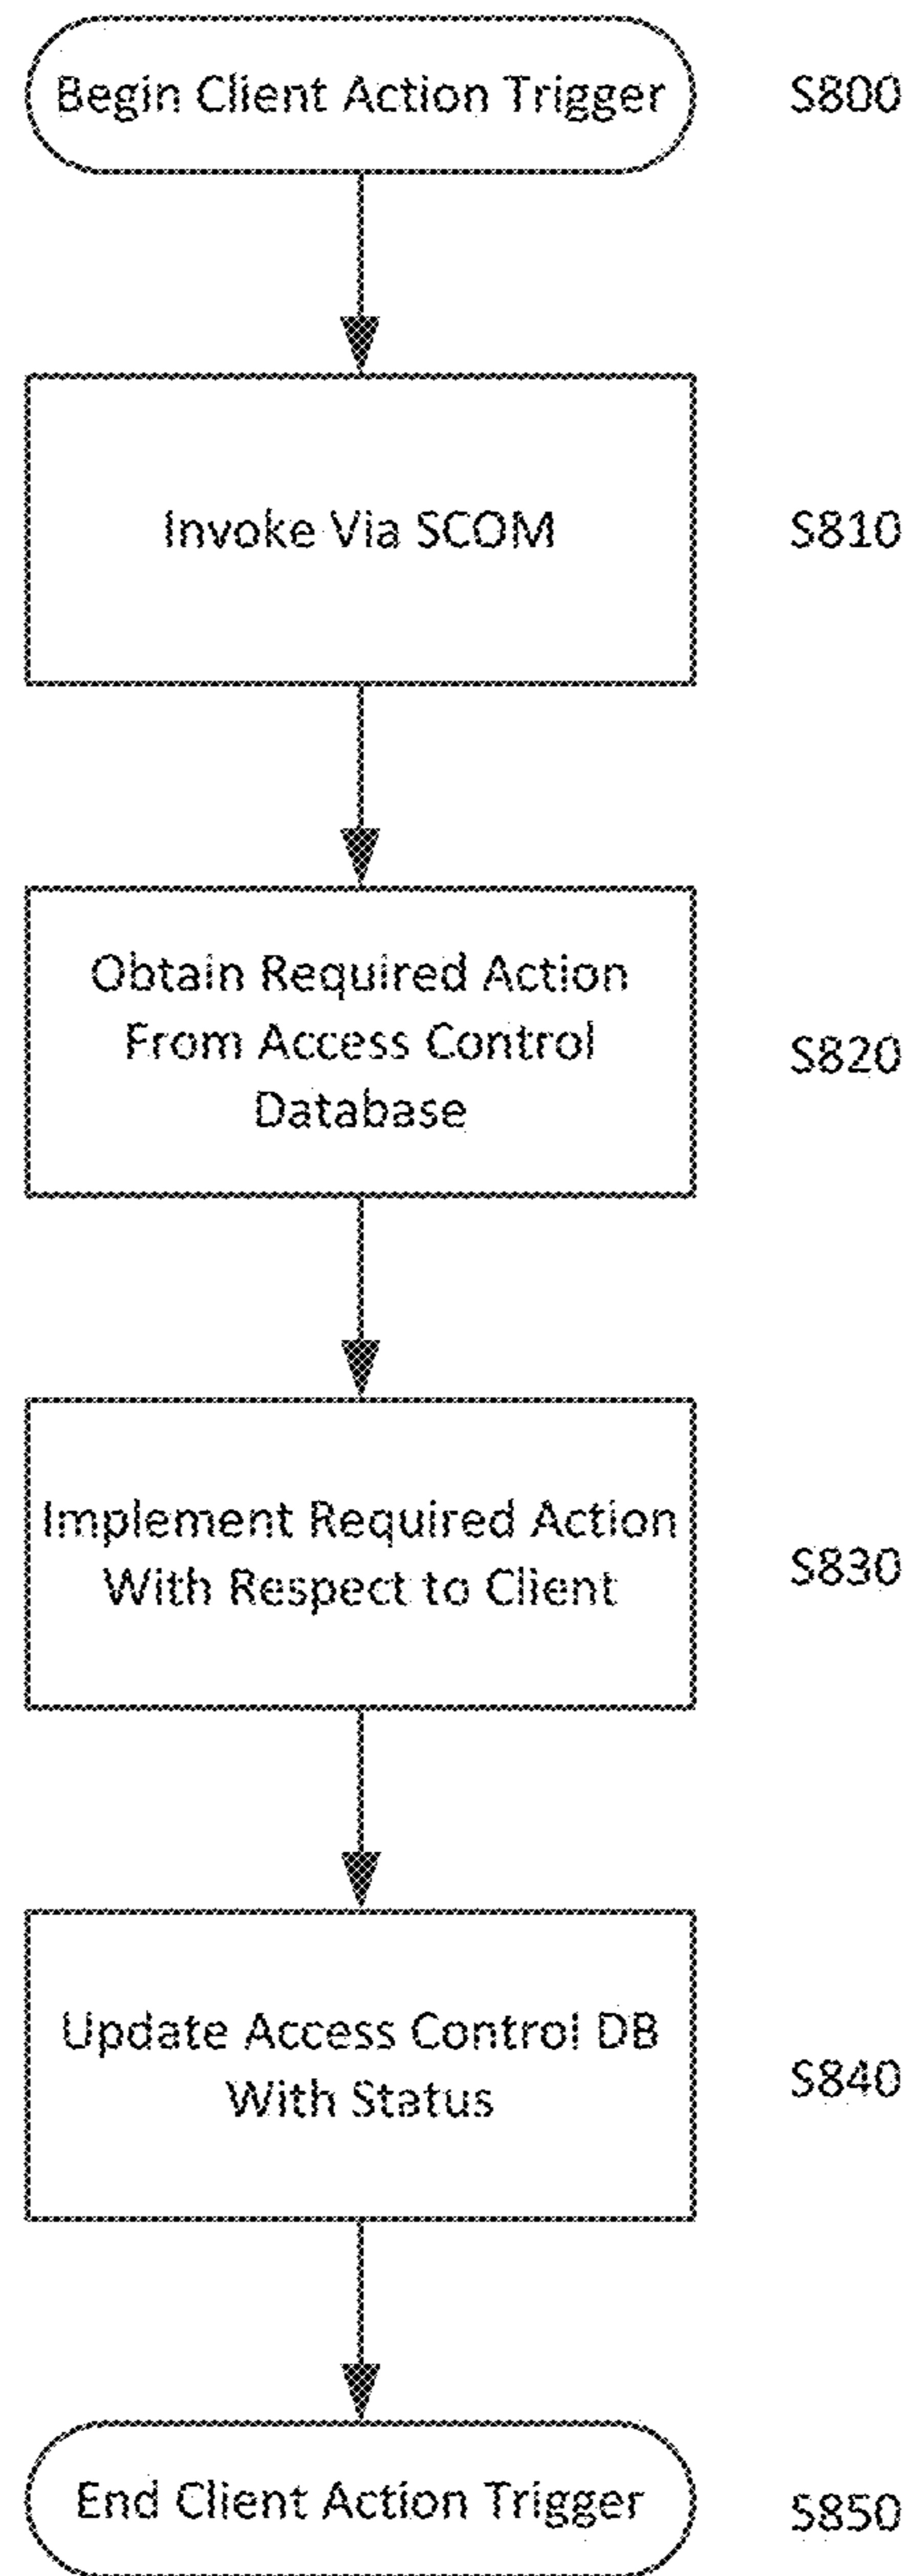 Begin Client Action Trigger
S800
Invoke Via SCOM
S810
Obtain Required Action
From Access Control
Database
S820
Implement Required Action
With Respect to Client
S830
Update Access Control DB
With Status
S840
End Client Action Trigger
S850